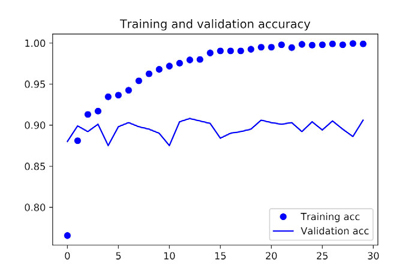 Training and validation accuracy
1.00
0.95
0.90
0.85
0.80
Training acc
Validation acc
0 5 10 15 20 25 30